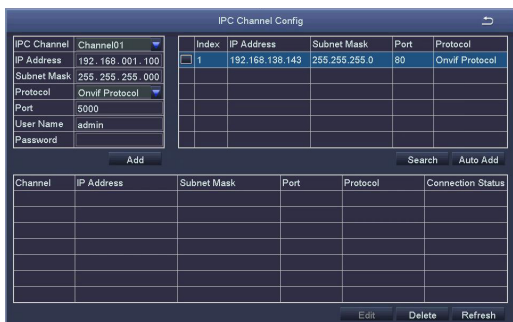 IPC Channel Config
IPC Channel Channel01
IP Address 192.168.001.100
Subnet Mask 255.255.255.000
Protocol Onvif Protocol
Port 5000
User Name admin
Password
Add
Index IP Address Subnet Mask Port Protocol
1 192.168.138.143 255.255.255.0 80 Onvif Protocol
Search Auto Add
Channel IP Address Subnet Mask Port Protocol Connection Status
Edit Delete Refresh